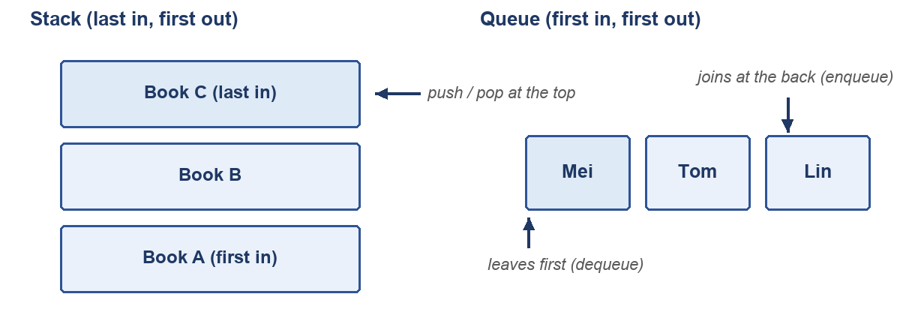 Stack (last in, first out)
Book C (last in)
push / pop at the top
Book B
Book A (first in)
Queue (first in, first out)
joins at the back (enqueue)
Mei
Tom
Lin
leaves first (dequeue)